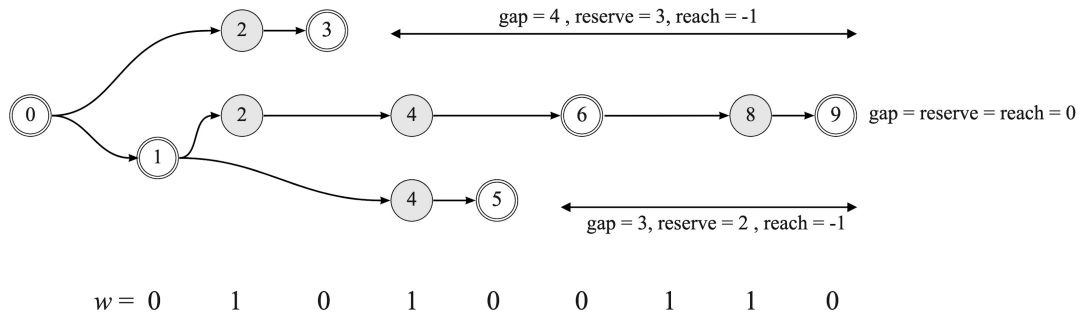 gap = 4 , reserve = 3, reach = -1
2 3
0 2 4 6 8 9 gap = reserve = reach = 0
1
4 5
gap = 3, reserve = 2 , reach = -1
w = 0 1 0 1 0 0 1 1 0